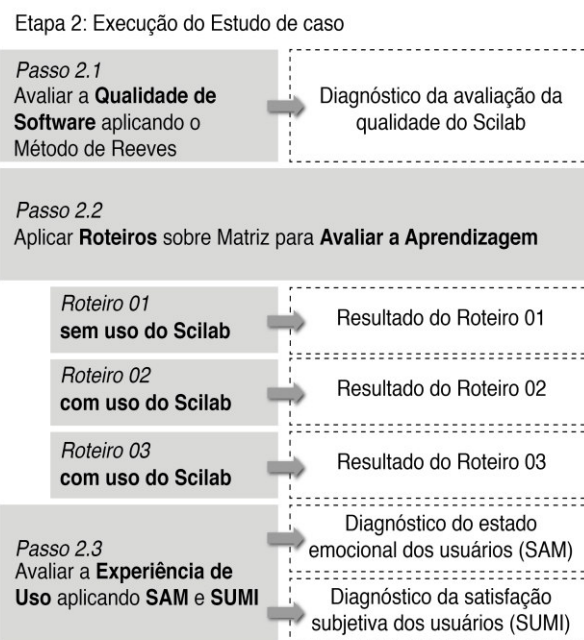 Etapa 2: Execução do Estudo de caso
Passo 2.1
Avaliar a Qualidade de
Software aplicando o
Método de Reeves
Diagnóstico da avaliação da
qualidade do Scilab
Passo 2.2
Aplicar Roteiros sobre Matriz para Avaliar a Aprendizagem
Roteiro 01
sem uso do Scilab
Resultado do Roteiro 01
Roteiro 02
com uso do Scilab
Resultado do Roteiro 02
Roteiro 03
com uso do Scilab
Resultado do Roteiro 03
Passo 2.3
Avaliar a Experiência de
Uso aplicando SAM e SUMI
Diagnóstico do estado
emocional dos usuários (SAM)
Diagnóstico da satisfação
subjetiva dos usuários (SUMI)